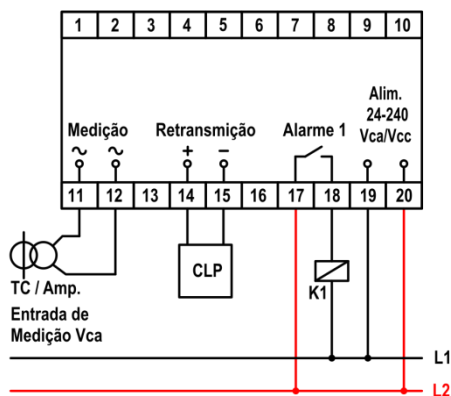 1 2 3 4 5 6 7 8 9 10
Alim.
24-240
Vca/Vcc
Medição Retransmição Alarme 1
~ ~ + −
11 12 13 14 15 16 17 18 19 20
CLP
K1
TC / Amp.
Entrada de
Medição Vca
L1
L2